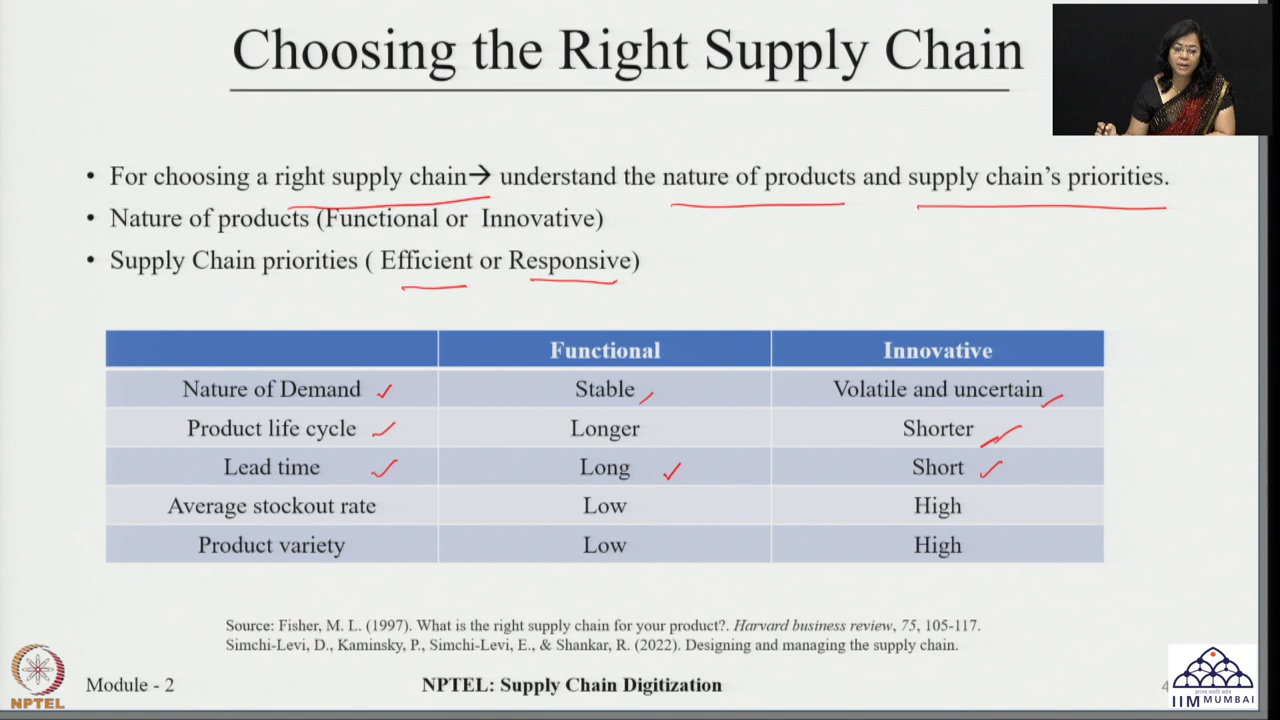 Choosing the Right Supply Chain
• For choosing a right supply chain→ understand the nature of products and supply chain's priorities.
• Nature of products (Functional or Innovative)
• Supply Chain priorities ( Efficient or Responsive)
Functional Innovative
Nature of Demand Stable Volatile and uncertain
Product life cycle Longer Shorter
Lead time Long Short
Average stockout rate Low High
Product variety Low High
Source: Fisher, M. L. (1997). What is the right supply chain for your product?. Harvard business review, 75, 105-117.
Simchi-Levi, D., Kaminsky, P., Simchi-Levi, E., & Shankar, R. (2022). Designing and managing the supply chain.
NPTEL
Module - 2
NPTEL: Supply Chain Digitization
4
IIM MUMBAI